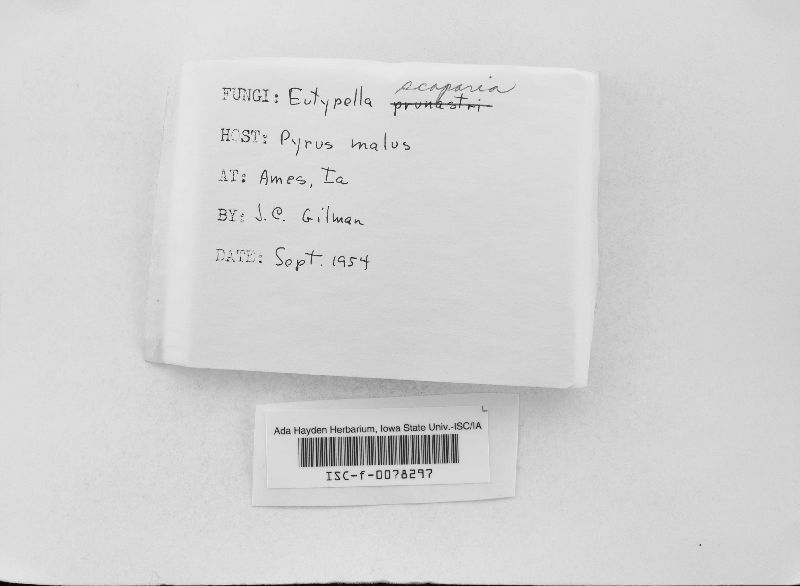 scoparia
FUNGI: Eutypella prunastri
HOST: Pyrus malus
AT: Ames, Ia
BY: J.C. Gilman
DATE: Sept. 1954
Ada Hayden Herbarium, Iowa State Univ.-ISC/IA
ISC-f-0078297